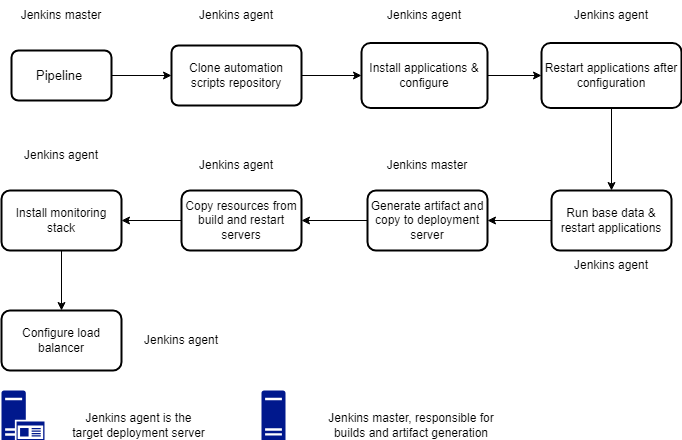 Jenkins master
Jenkins agent
Jenkins agent
Jenkins agent
Pipeline
Clone automation
scripts repository
Install applications &
configure
Restart applications after
configuration
Jenkins agent
Jenkins agent
Jenkins master
Install monitoring
stack
Copy resources from
build and restart
servers
Generate artifact and
copy to deployment
server
Run base data &
restart applications
Jenkins agent
Configure load
balancer
Jenkins agent
Jenkins agent is the
target deployment server
Jenkins master, responsible for
builds and artifact generation